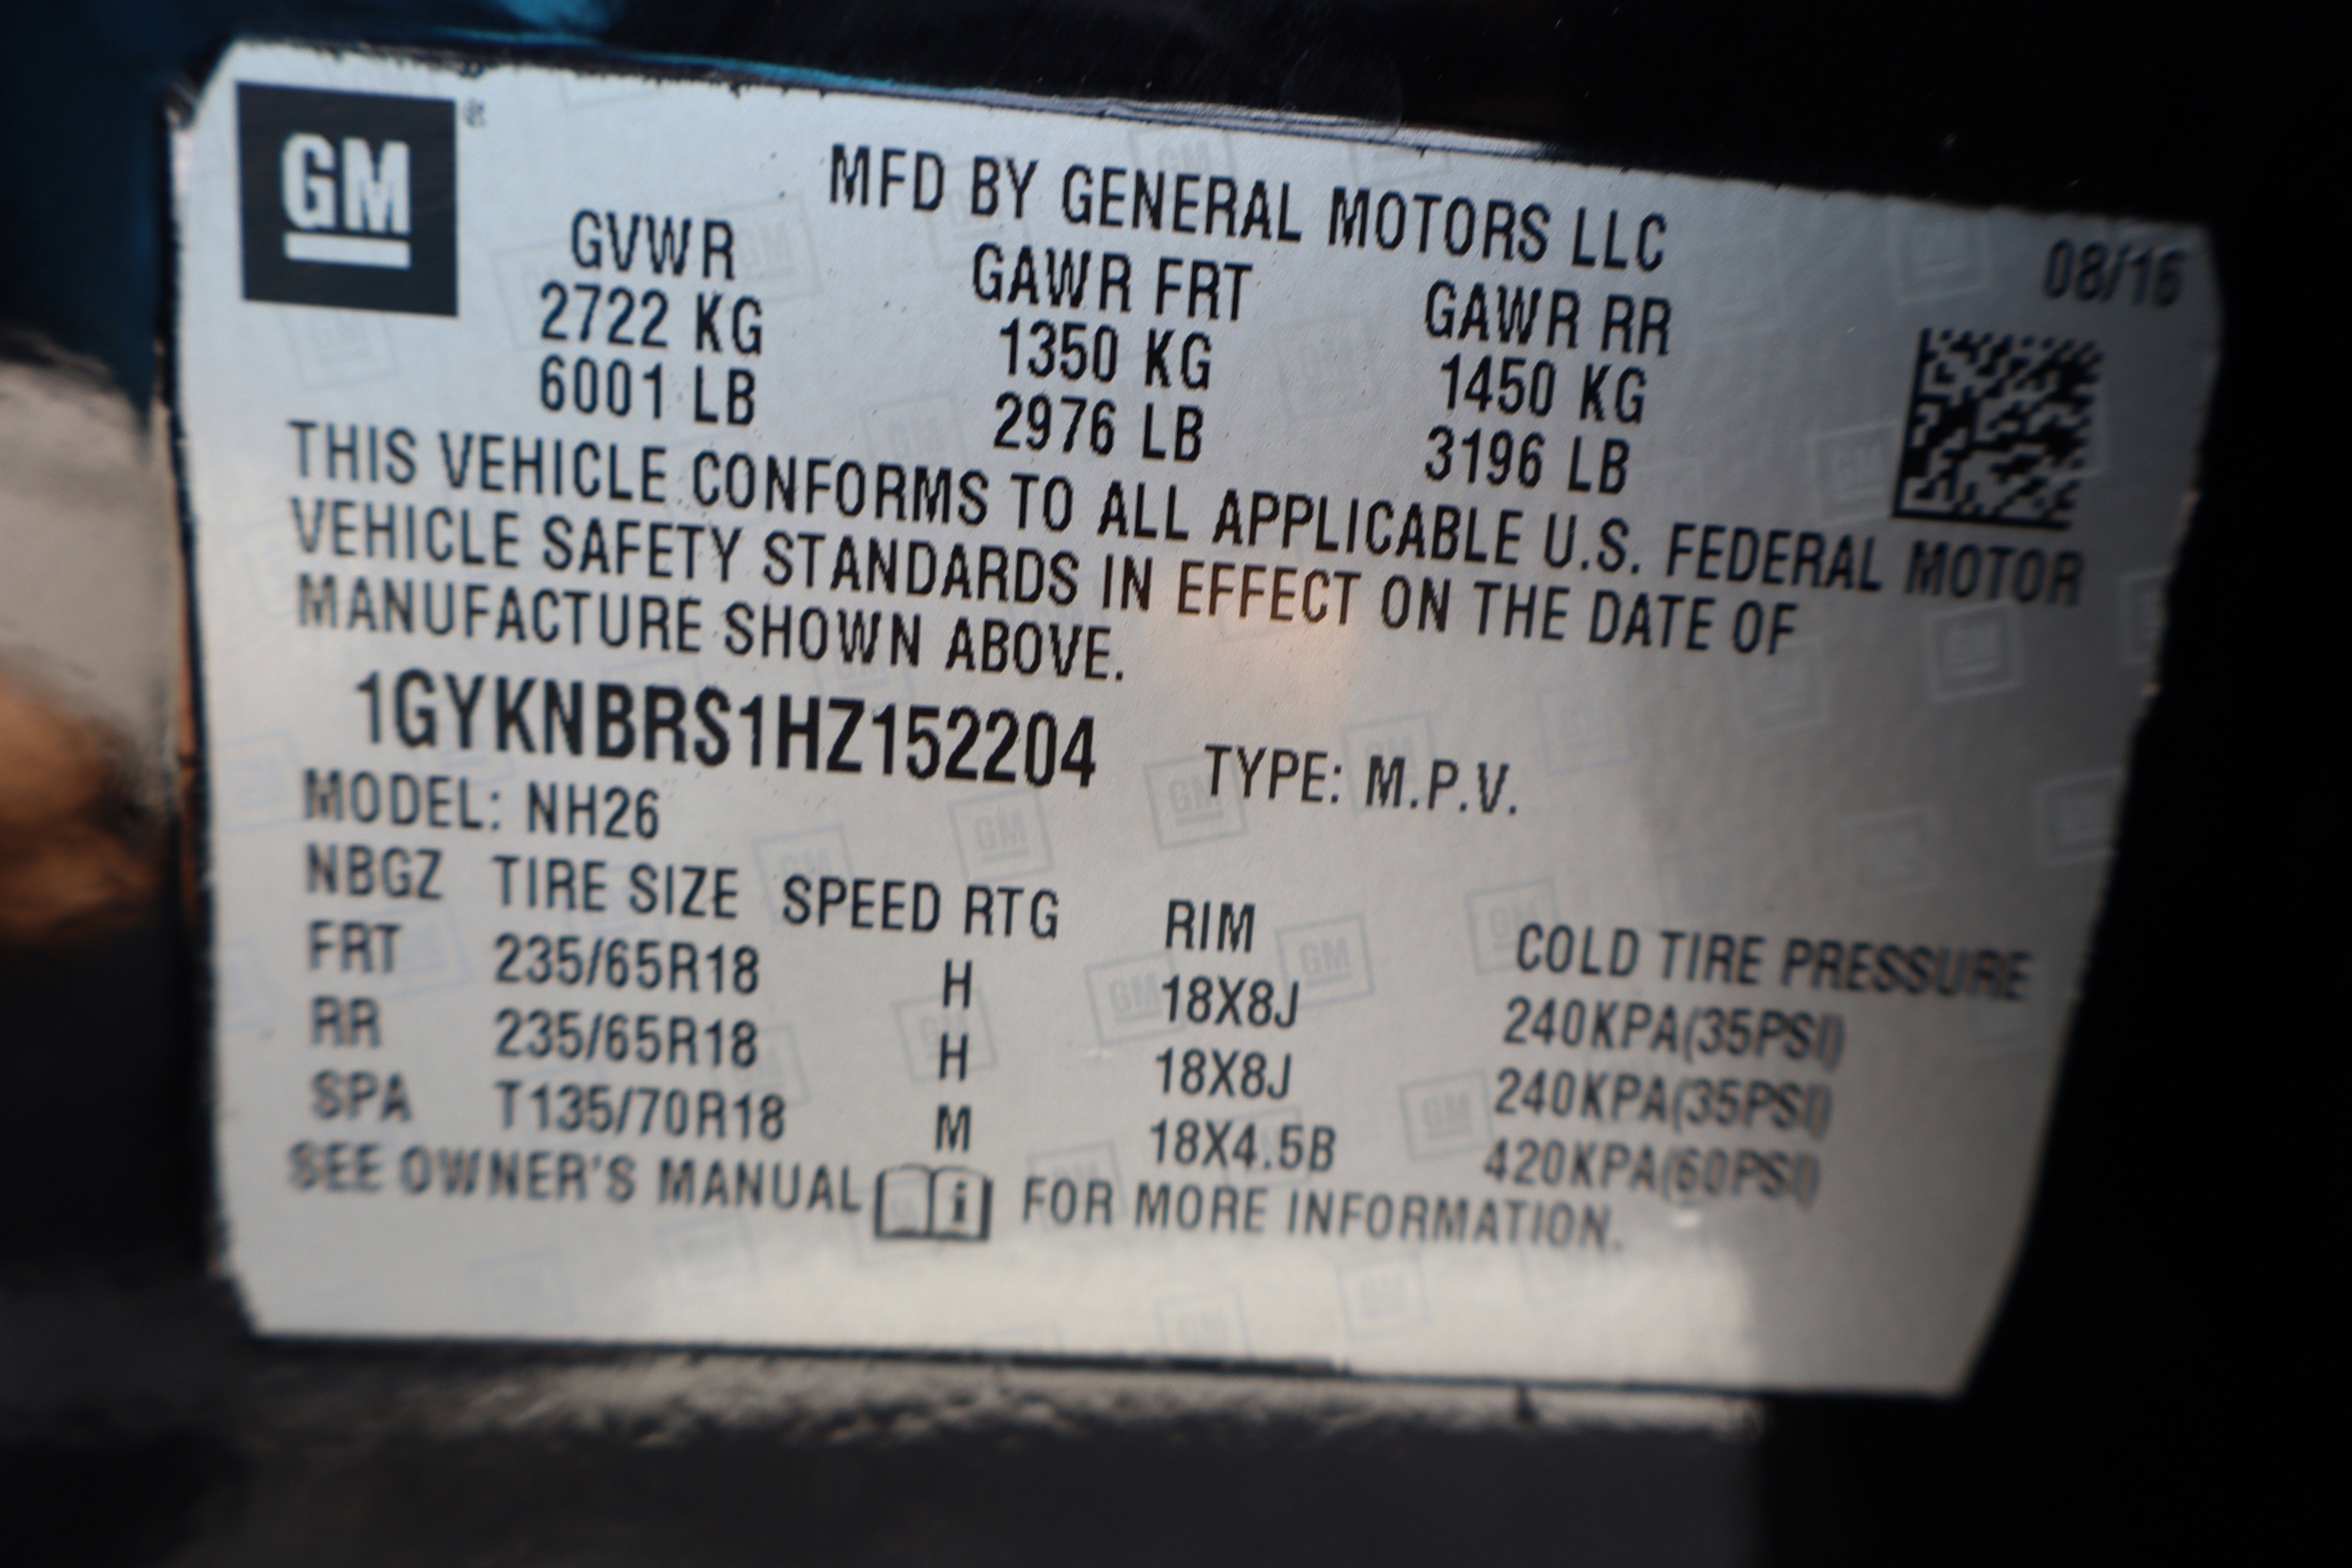 GM
MFD BY GENERAL MOTORS LLC
08/16
GVWR GAWR FRT GAWR RR
2722 KG 1350 KG 1450 KG
6001 LB 2976 LB 3196 LB
THIS VEHICLE CONFORMS TO ALL APPLICABLE U.S. FEDERAL MOTOR
VEHICLE SAFETY STANDARDS IN EFFECT ON THE DATE OF
MANUFACTURE SHOWN ABOVE.
1GYKNBRS1HZ152204 TYPE: M.P.V.
MODEL: NH26
NBGZ TIRE SIZE SPEED RTG RIM COLD TIRE PRESSURE
FRT 235/65R18 H 18X8J 240KPA(35PSI)
RR 235/65R18 H 18X8J 240KPA(35PSI)
SPA T135/70R18 M 18X4.5B 420KPA(60PSI)
SEE OWNER'S MANUAL i FOR MORE INFORMATION.